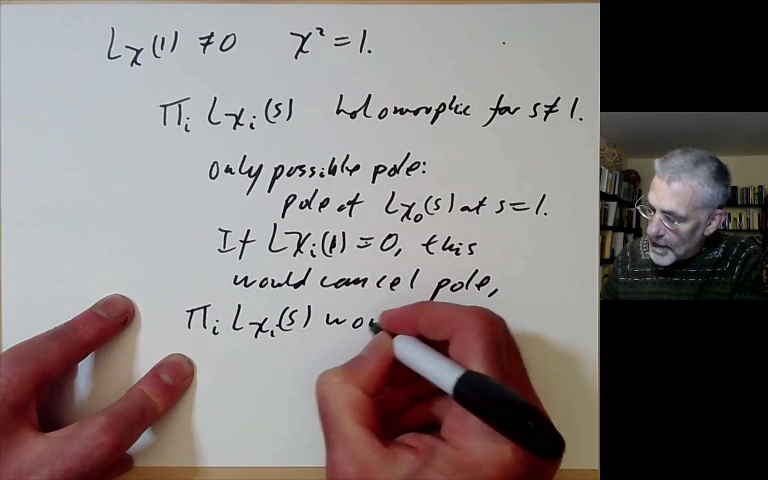 Lχ(1) ≠ 0 χ² = 1.
Πᵢ Lχᵢ(s) holomorphic for s ≠ 1.
only possible pole:
pole of Lχ₀(s) at s = 1.
If Lχᵢ(1) = 0, this
would cancel pole,
Πᵢ Lχᵢ(s) wou